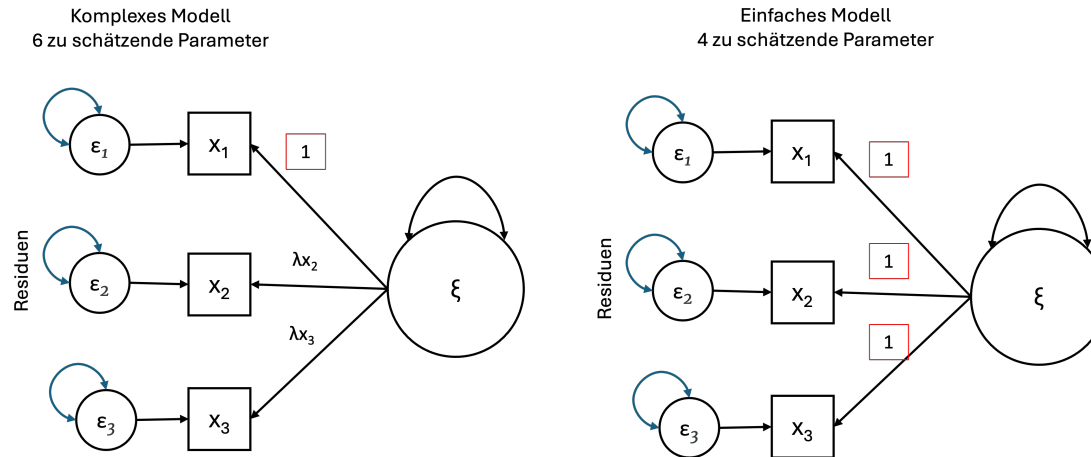 Komplexes Modell
6 zu schätzende Parameter
ε1
x1
1
Residuen
ε2
x2
λx2
ξ
λx3
ε3
x3
Einfaches Modell
4 zu schätzende Parameter
ε1
x1
1
Residuen
ε2
x2
1
ξ
1
ε3
x3